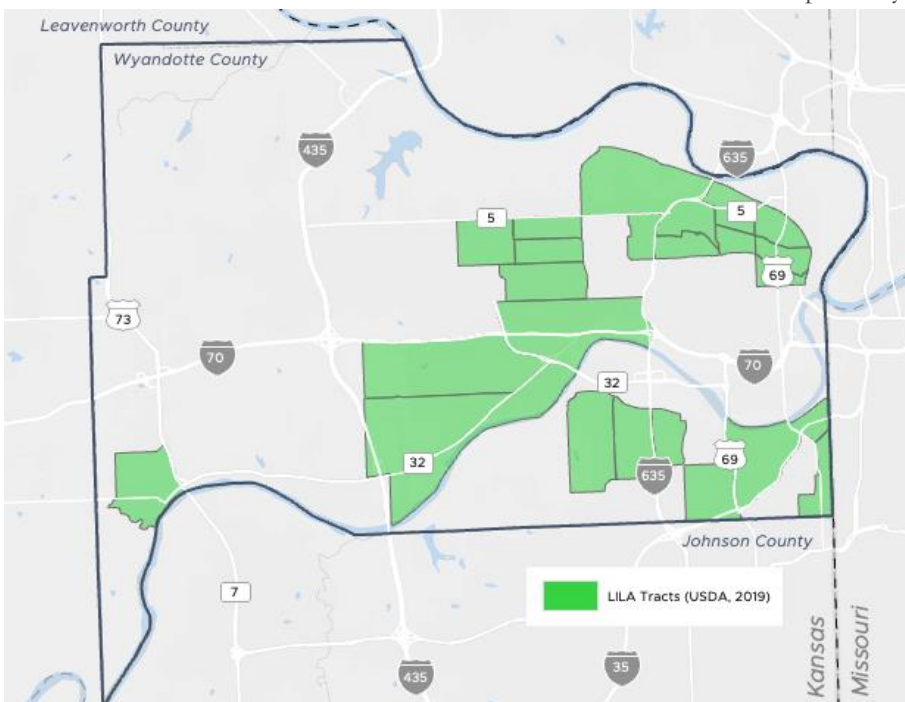 Leavenworth County
Wyandotte County
435
635
5
5
69
73
70
70
32
32
69
635
Johnson County
7
LILA Tracts (USDA, 2019)
435
35
Kansas
Missouri